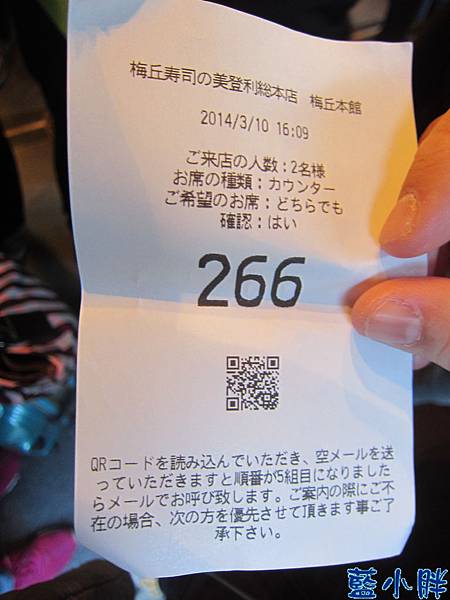 梅丘寿司の美登利総本店 梅丘本館
2014/3/10 16:09
ご来店の人数：2名様
お席の種類：カウンター
ご希望のお席：どちらでも
確認：はい
266
QRコードを読み込んでいただき、空メールを送
っていただきますと順番が5組目になりました
らメールでお呼び致します。ご案内の際にご不
在の場合、次の方を優先させて頂きます事ご了
承下さい。
藍小胖